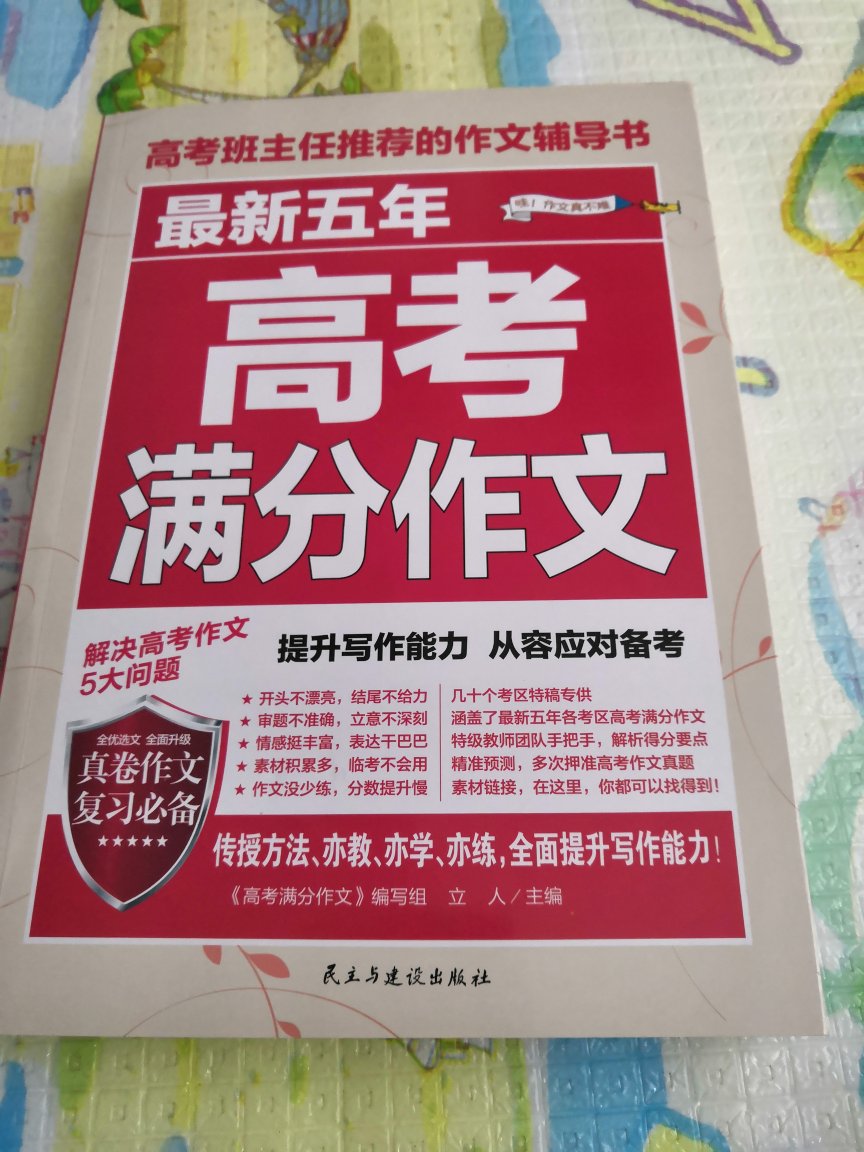 高考班主任推荐的作文辅导书
最新五年
哇！作文真不难
高考
满分作文
解决高考作文
5大问题
提升写作能力 从容应对备考
★ 开头不漂亮，结尾不给力
★ 审题不准确，立意不深刻
★ 情感挺丰富，表达干巴巴
★ 素材积累多，临考不会用
★ 作文没少练，分数提升慢
几十个考区特稿专供
涵盖了最新五年各考区高考满分作文
特级教师团队手把手，解析得分要点
精准预测，多次押准高考作文真题
素材链接，在这里，你都可以找得到！
全优选文 全面升级
真卷作文
复习必备
★★★★★
传授方法、亦教、亦学、亦练，全面提升写作能力！
《高考满分作文》编写组 立 人／主编
民主与建设出版社